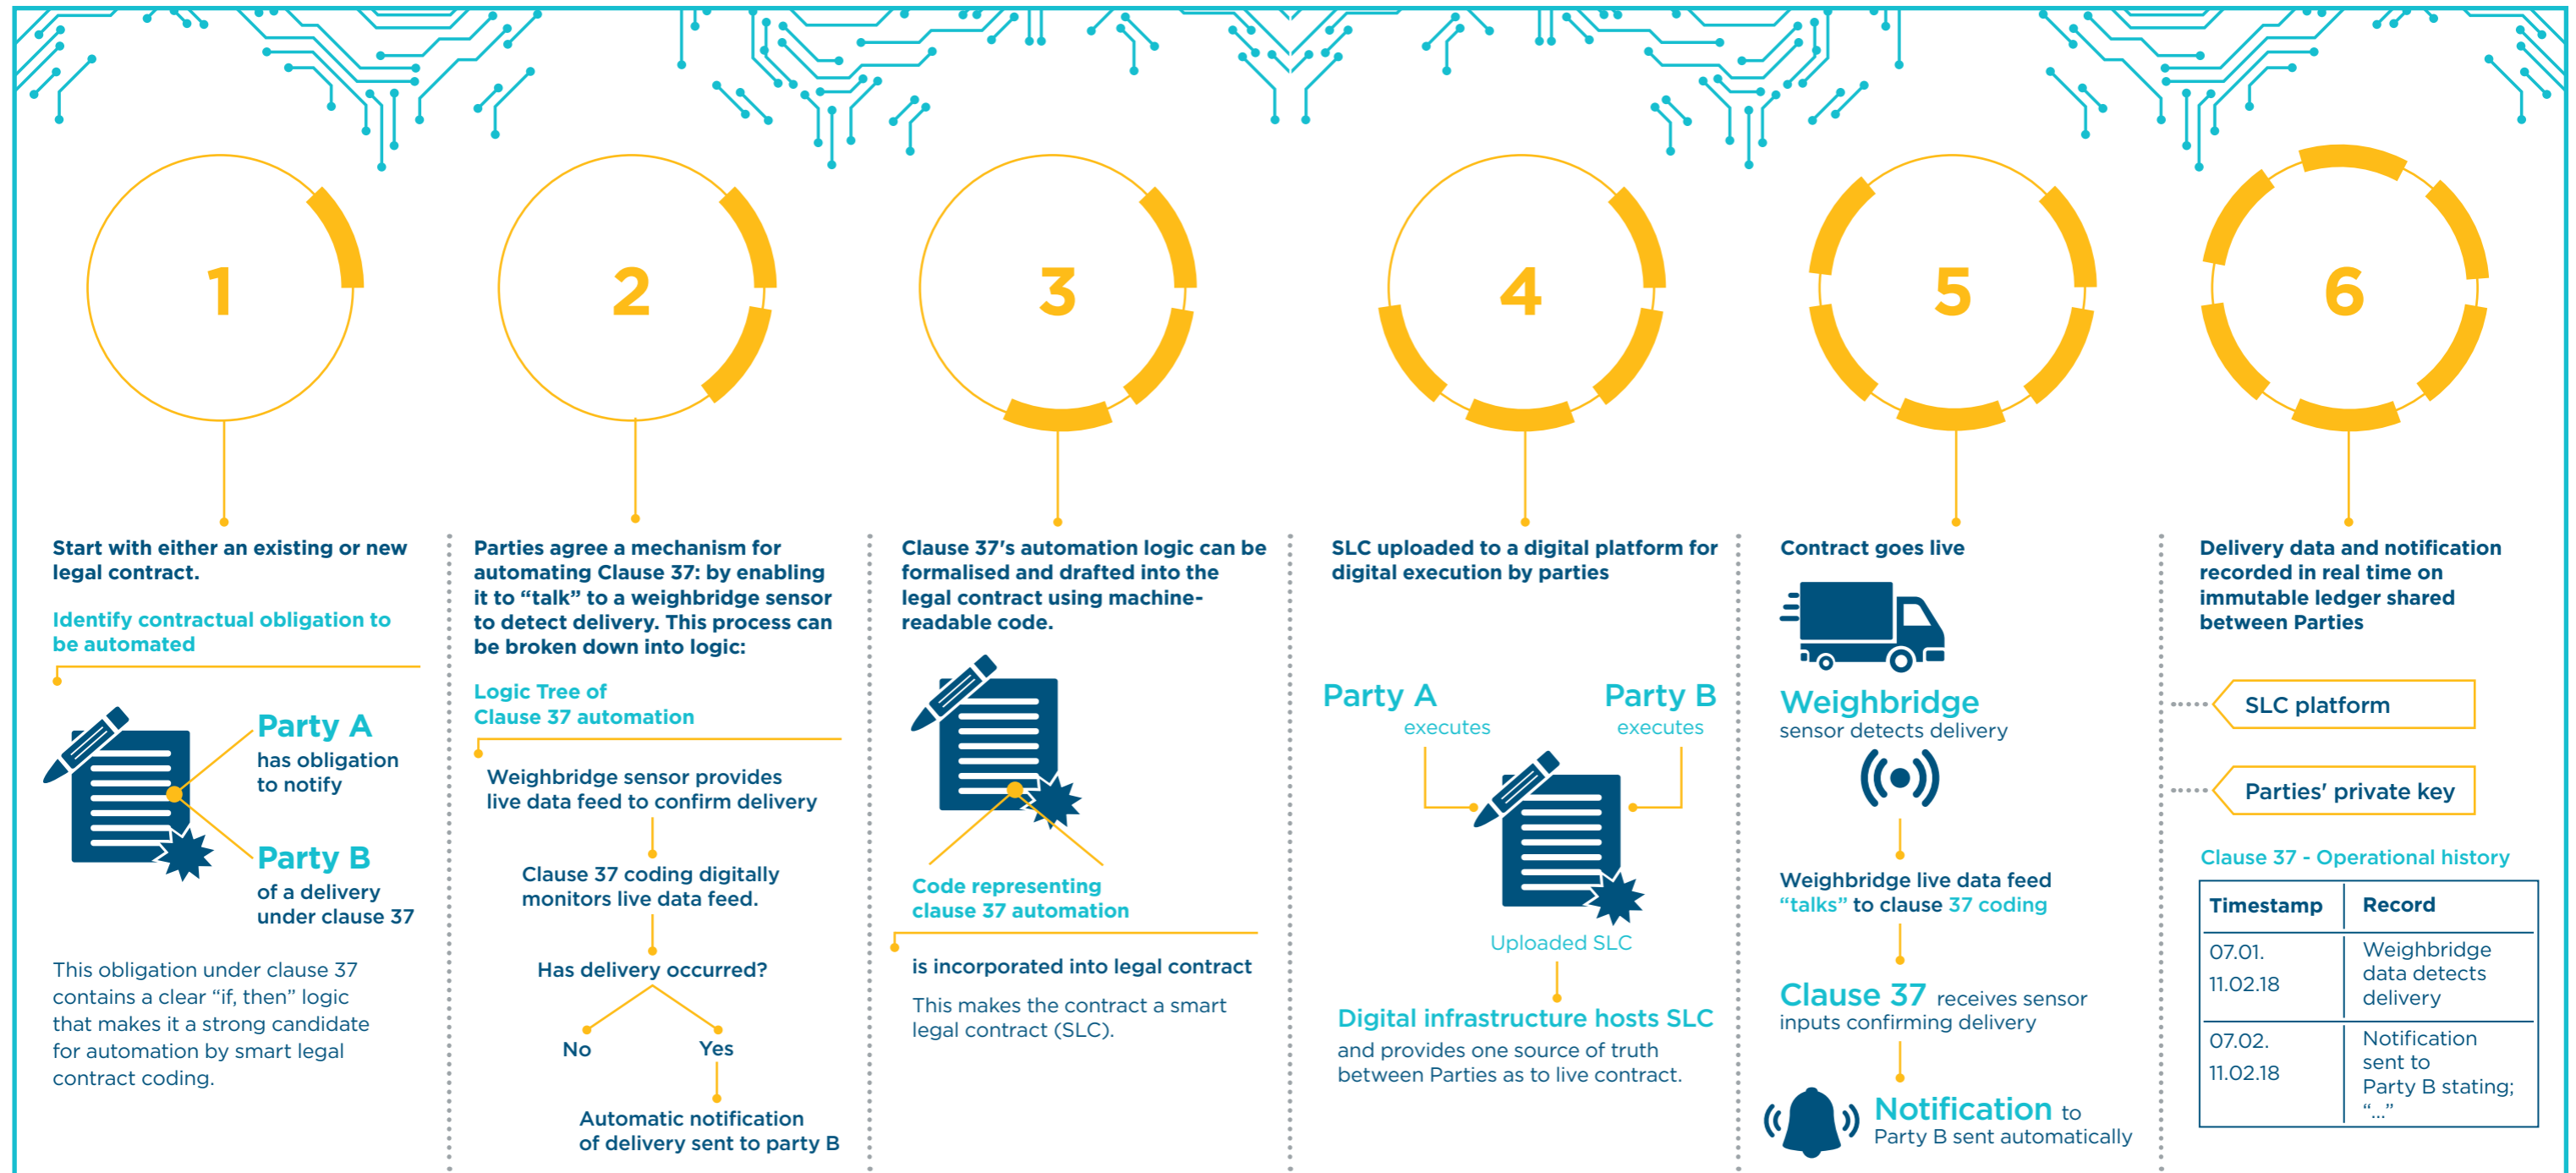 1
Start with either an existing or new
legal contract.
Identify contractual obligation to
be automated
Party A
has obligation
to notify
Party B
of a delivery
under clause 37
This obligation under clause 37
contains a clear “if, then” logic
that makes it a strong candidate
for automation by smart legal
contract coding.
2
Parties agree a mechanism for
automating Clause 37: by enabling
it to “talk” to a weighbridge sensor
to detect delivery. This process can
be broken down into logic:
Logic Tree of
Clause 37 automation
Weighbridge sensor provides
live data feed to confirm delivery
Clause 37 coding digitally
monitors live data feed.
Has delivery occurred?
No
Yes
Automatic notification
of delivery sent to party B
3
Clause 37's automation logic can be
formalised and drafted into the
legal contract using machine-
readable code.
Code representing
clause 37 automation
is incorporated into legal contract
This makes the contract a smart
legal contract (SLC).
4
SLC uploaded to a digital platform for
digital execution by parties
Party A
executes
Party B
executes
Uploaded SLC
Digital infrastructure hosts SLC
and provides one source of truth
between Parties as to live contract.
5
Contract goes live
Weighbridge
sensor detects delivery
Weighbridge live data feed
“talks” to clause 37 coding
Clause 37 receives sensor
inputs confirming delivery
Notification to
Party B sent automatically
6
Delivery data and notification
recorded in real time on
immutable ledger shared
between Parties
SLC platform
Parties' private key
Clause 37 - Operational history
Timestamp
Record
07.01.
11.02.18
Weighbridge
data detects
delivery
07.02.
11.02.18
Notification
sent to
Party B stating;
“...”